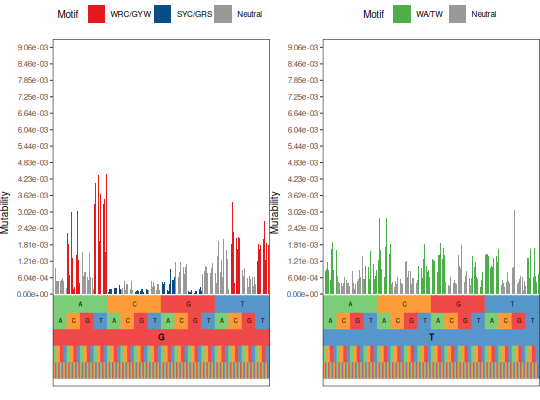 Motif WRC/GYW SYC/GRS Neutral
Motif WA/TW Neutral
9.06e−03
8.46e−03
7.85e−03
7.25e−03
6.64e−03
6.04e−03
5.44e−03
4.83e−03
4.23e−03
3.62e−03
3.02e−03
2.42e−03
1.81e−03
1.21e−03
6.04e−04
0.00e+00
Mutability
A C G T
A C G T A C G T A C G T A C G T
G
9.06e−03
8.46e−03
7.85e−03
7.25e−03
6.64e−03
6.04e−03
5.44e−03
4.83e−03
4.23e−03
3.62e−03
3.02e−03
2.42e−03
1.81e−03
1.21e−03
6.04e−04
0.00e+00
Mutability
A C G T
A C G T A C G T A C G T A C G T
T